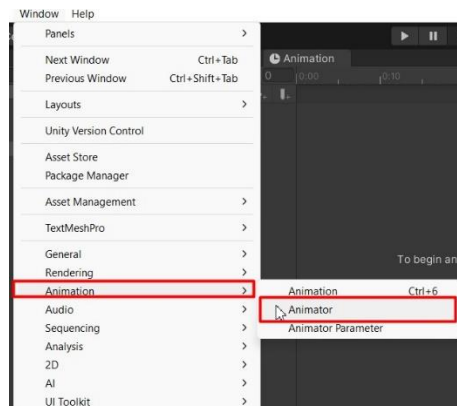 Window Help
Panels
Next Window Ctrl+Tab
Previous Window Ctrl+Shift+Tab
Layouts
Unity Version Control
Asset Store
Package Manager
Asset Management
TextMeshPro
General
Rendering
Animation
Audio
Sequencing
Analysis
2D
AI
UI Toolkit
Animation
0 0:00 0:10
To begin an
Animation Ctrl+6
Animator
Animator Parameter